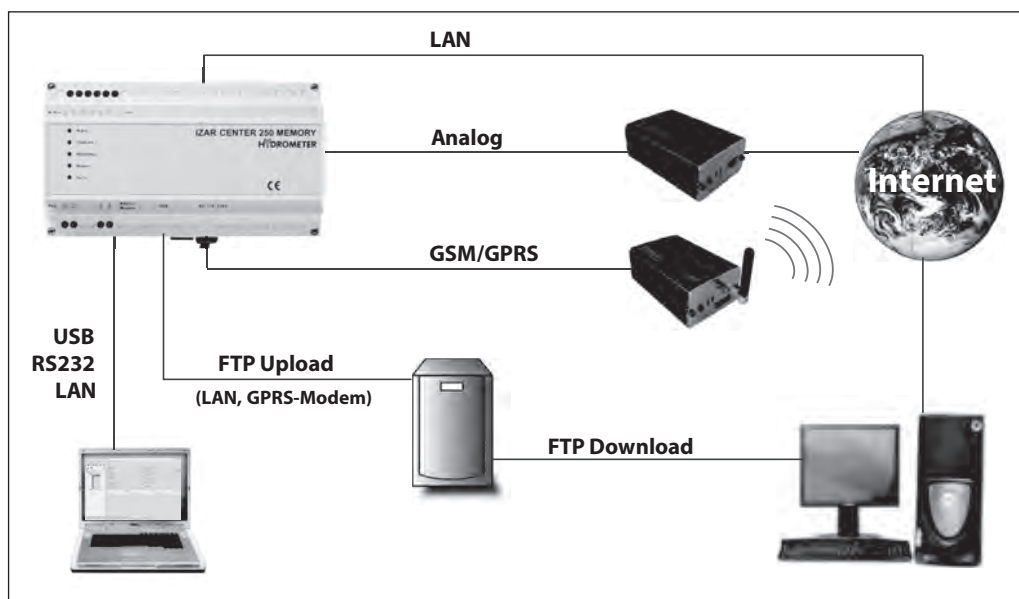 LAN
IZAR CENTER 250 MEMORY
HYDROMETER
CE
Analog
Internet
GSM/GPRS
USB
RS232
LAN
FTP Upload
(LAN, GPRS-Modem)
FTP Download